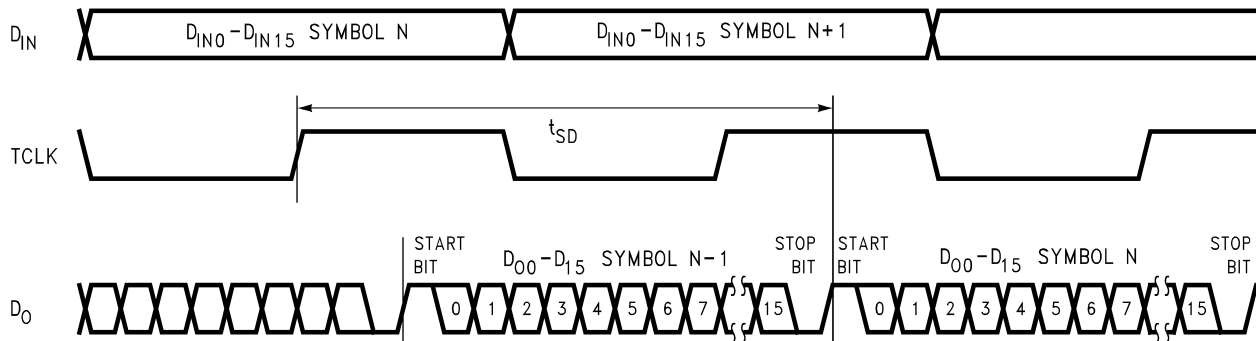 D_IN D_IN0-D_IN15 SYMBOL N D_IN0-D_IN15 SYMBOL N+1
t_SD
TCLK
START BIT D_O0-D_15 SYMBOL N-1 STOP BIT START BIT D_O0-D_15 SYMBOL N STOP BIT
D_O 0 1 2 3 4 5 6 7 15 0 1 2 3 4 5 6 7 15